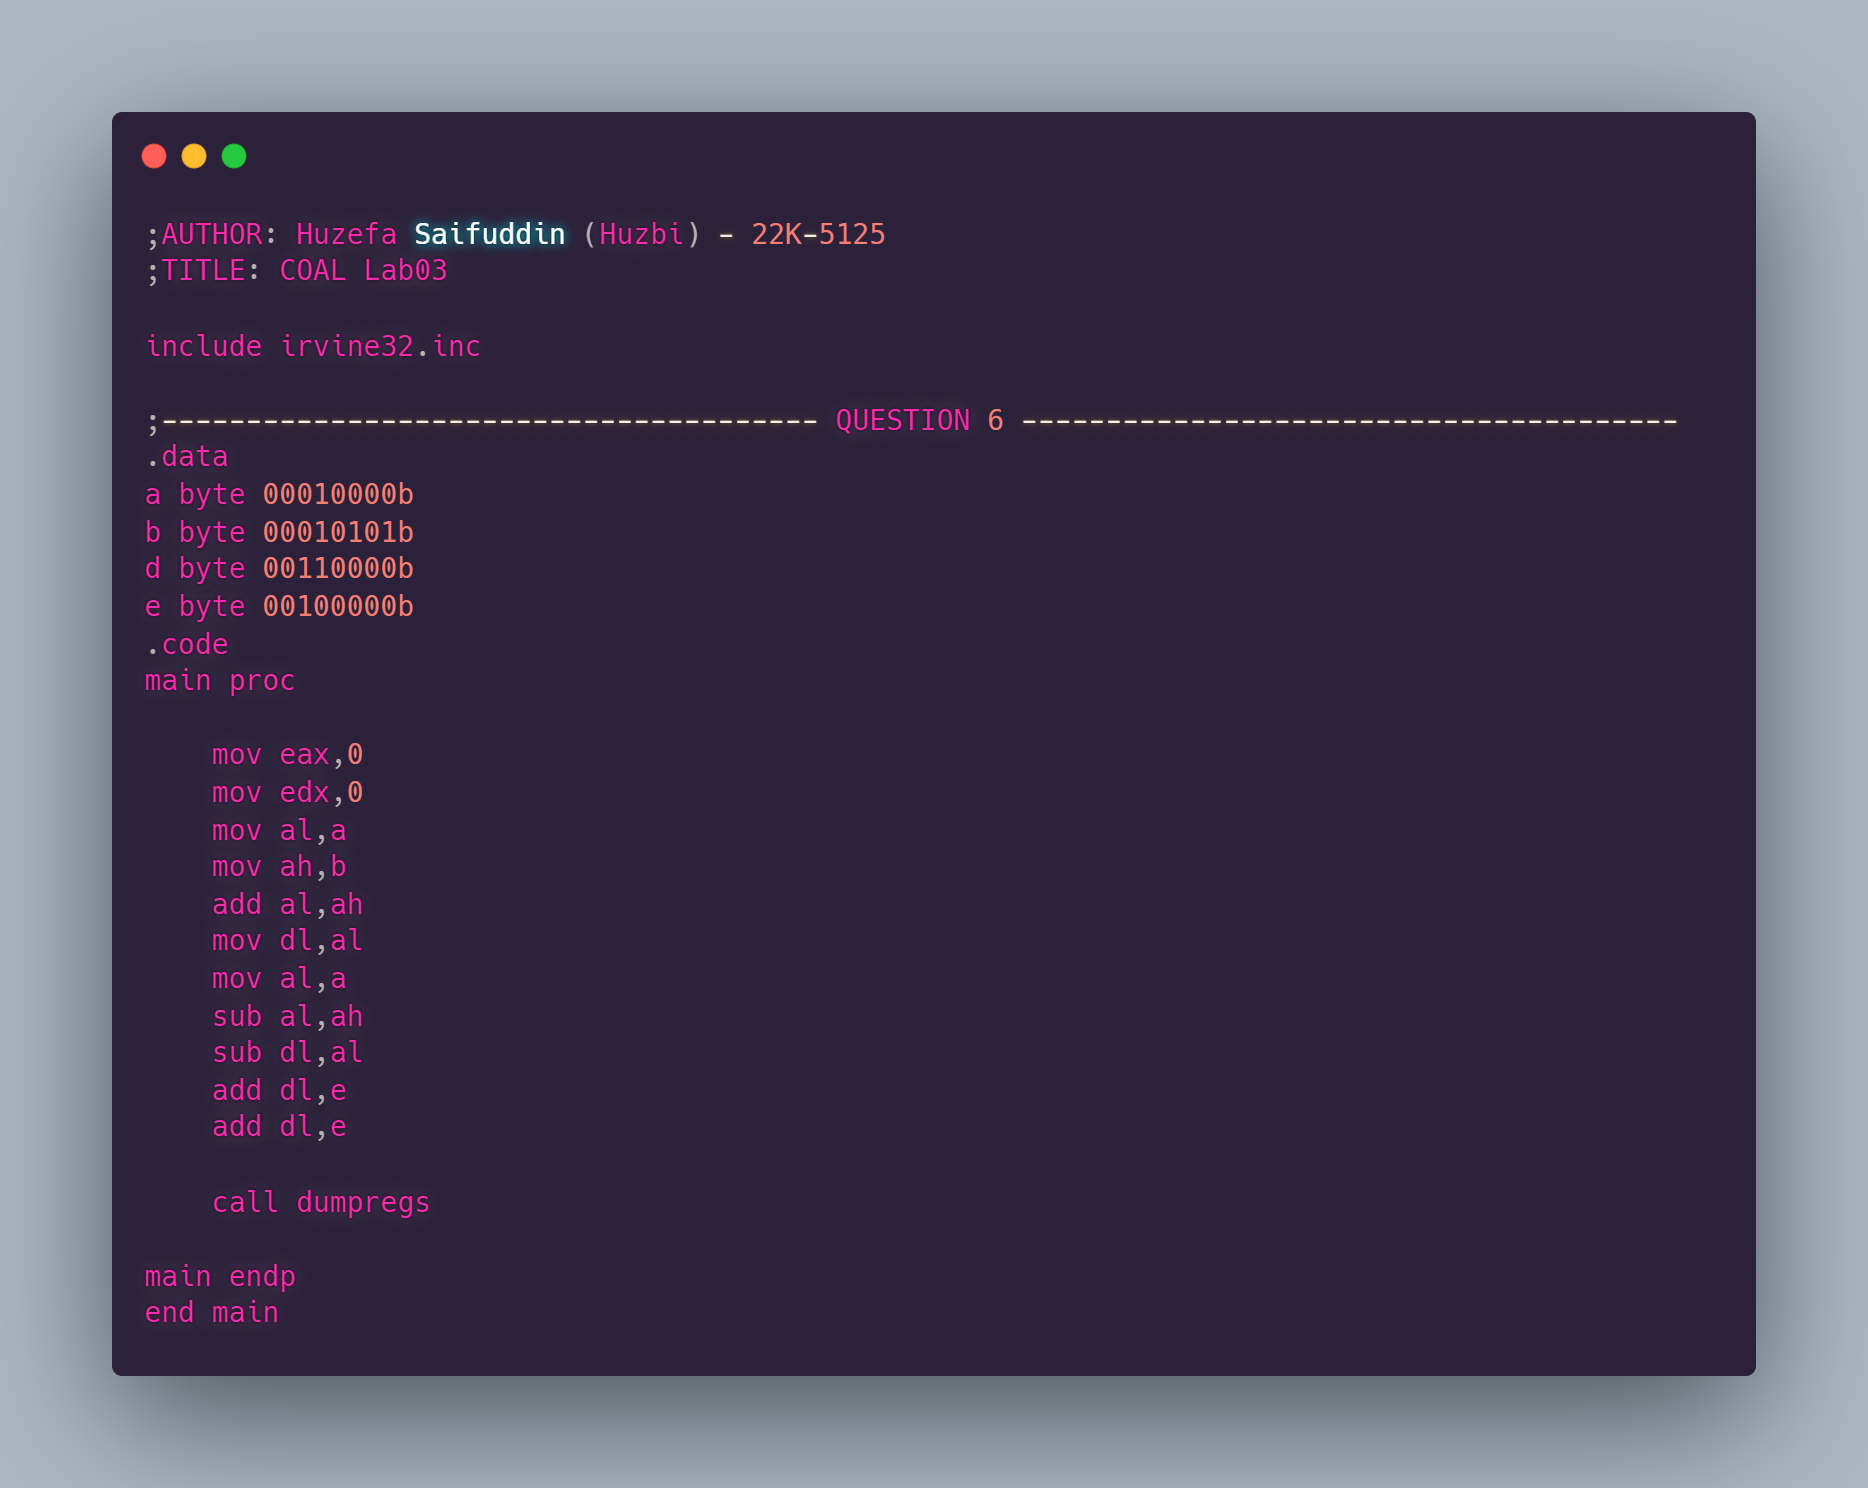 ;AUTHOR: Huzefa Saifuddin (Huzbi) - 22K-5125
;TITLE: COAL Lab03
include irvine32.inc
;--------------------------------------- QUESTION 6 ---------------------------------------
.data
a byte 00010000b
b byte 00010101b
d byte 00110000b
e byte 00100000b
.code
main proc
mov eax,0
mov edx,0
mov al,a
mov ah,b
add al,ah
mov dl,al
mov al,a
sub al,ah
sub dl,al
add dl,e
add dl,e
call dumpregs
main endp
end main